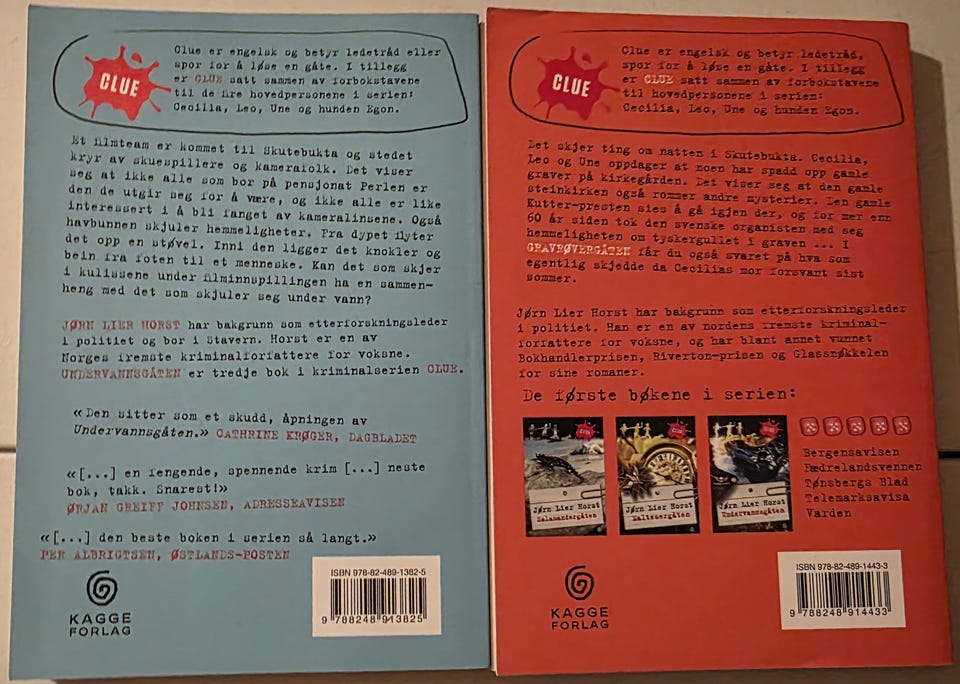 CLUE
Clue er engelsk og betyr ledetråd eller
spor for å løse en gåte. I tillegg
er CLUE satt sammen av forbokstavene
til de fire hovedpersonene i serien:
Cecilia, Leo, Une og hunden Egon.
Et filmteam er kommet til Skutebukta og stedet
kryr av skuespillere og kamerafolk. Det viser
seg at ikke alle som bor på pensjonat Perlen er
den de utgir seg for å være, og ikke alle er like
interessert i å bli fanget av kameralinsene. Også
havbunnen skjuler hemmeligheter. Fra dypet flyter
det opp en støvel. Inni den ligger det knokler og
bein fra foten til et menneske. Kan det som skjer
i kulissene under filminnspillingen ha en sammen-
heng med det som skjuler seg under vann?
JØRN LIER HORST har bakgrunn som etterforskningsleder
i politiet og bor i Stavern. Horst er en av
Norges fremste kriminalforfattere for voksne.
UNDERVANNSGÅTEN er tredje bok i kriminalserien CLUE.
«Den sitter som et skudd, åpningen av
Undervannsgåten.» CATHRINE KRØGER, DAGBLADET
«[...] en fengende, spennende krim [...] neste
bok, takk. Snarest!»
ØRJAN GREIFF JOHNSEN, ADRESSEAVISEN
«[...] den beste boken i serien så langt.»
PER ALBRIGTSEN, ØSTLANDS-POSTEN
KAGGE
FORLAG
ISBN 978-82-489-1382-5
9 788248 913825
CLUE
Clue er engelsk og betyr ledetråd,
spor for å løse en gåte. I tillegg
er CLUE satt sammen av forbokstavene
til hovedpersonene i serien:
Cecilia, Leo, Une og hunden Egon.
Det skjer ting om natten i Skutebukta. Cecilia,
Leo og Une oppdager at noen har spadd opp gamle
graver på kirkegården. Det viser seg at den gamle
steinkirken også rommer andre mysterier. Den gamle
Kutter-presten sies å gå igjen der, og for mer enn
60 år siden tok den svenske organisten med seg
hemmeligheten om tyskergullet i graven ... I
GRAVRØVERGÅTEN får du også svaret på hva som
egentlig skjedde da Cecilias mor forsvant sist
sommer.
Jørn Lier Horst har bakgrunn som etterforskningsleder
i politiet. Han er en av nordens fremste kriminal-
forfattere for voksne, og har blant annet vunnet
Bokhandlerprisen, Riverton-prisen og Glassnøkkelen
for sine romaner.
De første bøkene i serien:
CLUE
Jørn Lier Horst
Salamandergåten
CLUE
Jørn Lier Horst
Maltesergåten
CLUE
Jørn Lier Horst
Undervannsgåten
Bergensavisen
Fædrelandsvennen
Tønsbergs Blad
Telemarksavisa
Varden
KAGGE
FORLAG
ISBN 978-82-489-1443-3
9 788248 914433